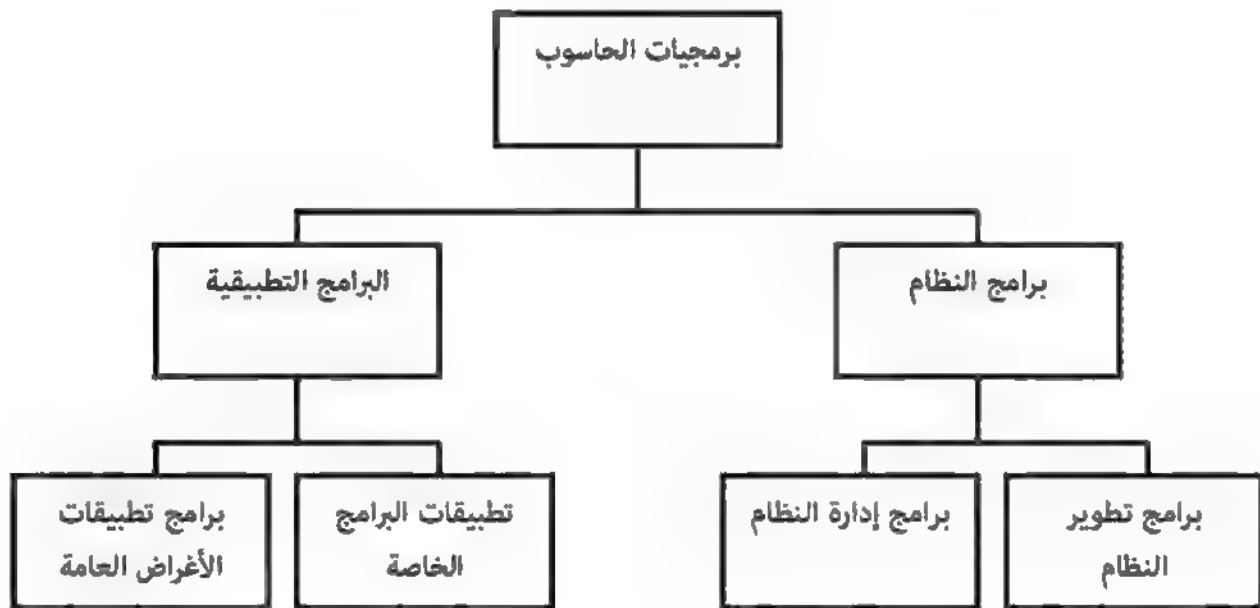 برمجيات الحاسوب
برامج النظام
البرامج التطبيقية
برامج تطوير
النظام
برامج إدارة النظام
تطبيقات البرامج
الخاصة
برامج تطبيقات
الأغراض العامة